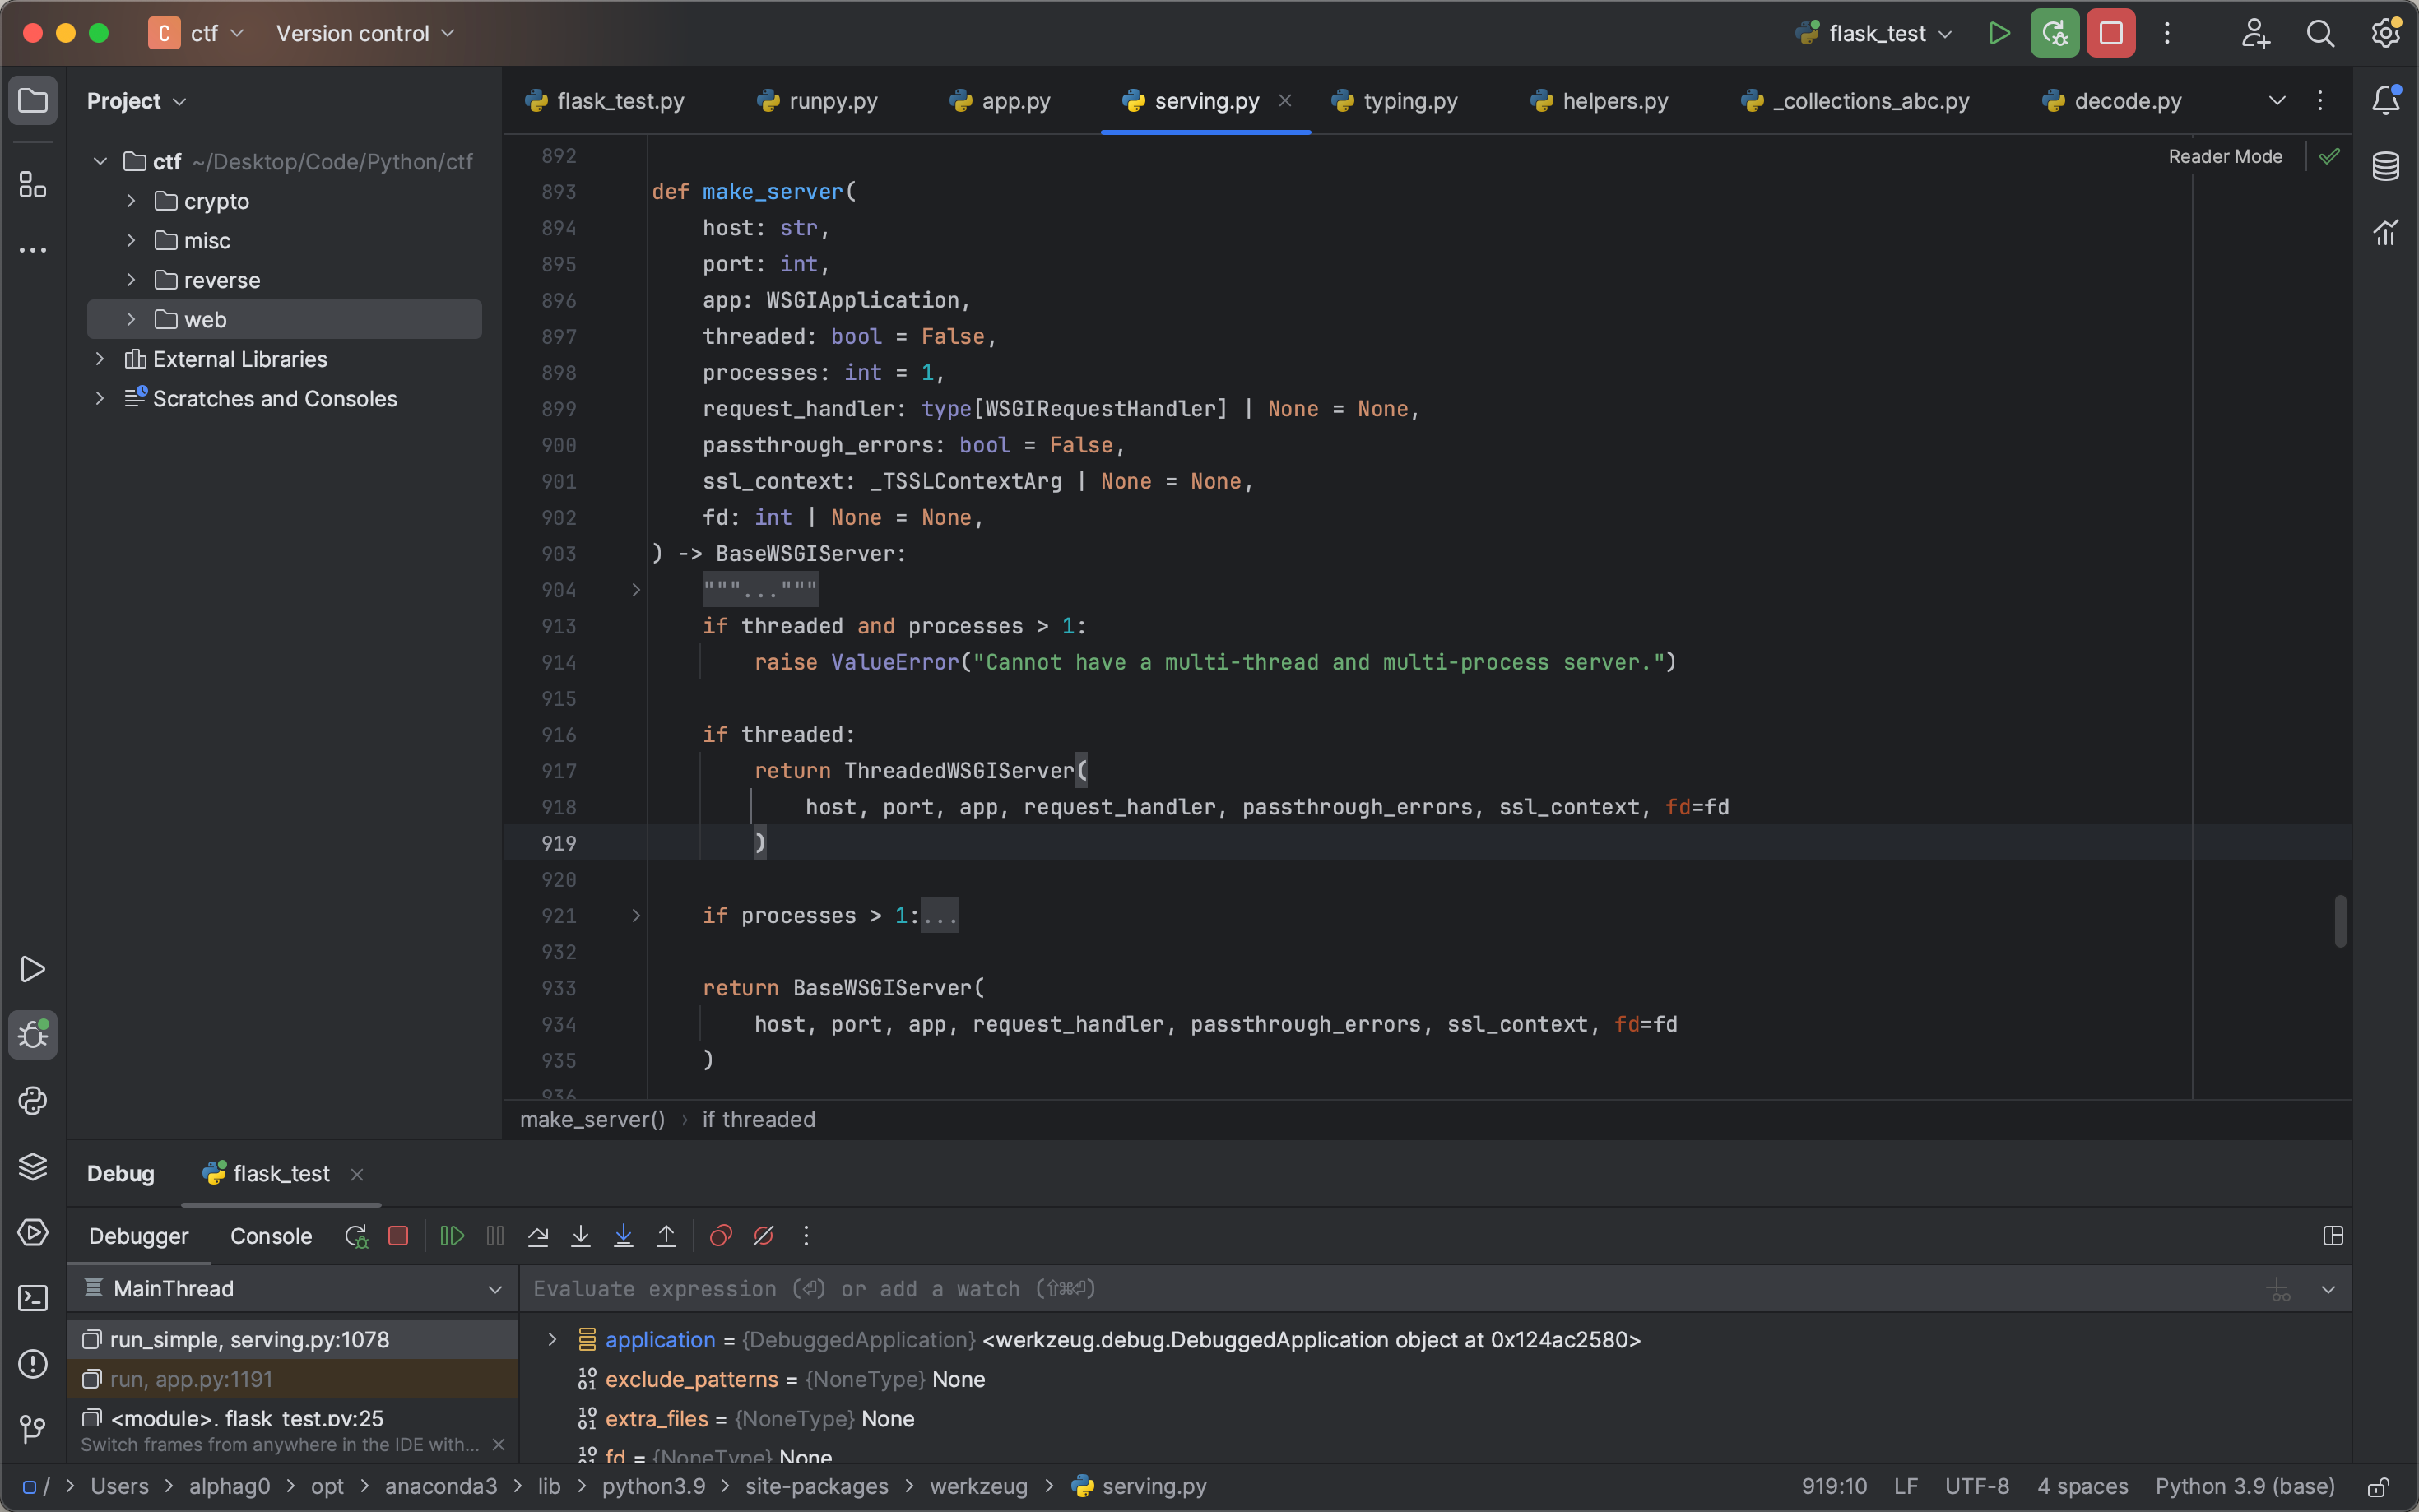 C ctf Version control flask_test
Project
ctf ~/Desktop/Code/Python/ctf
crypto
misc
reverse
web
External Libraries
Scratches and Consoles
flask_test.py runpy.py app.py serving.py typing.py helpers.py _collections_abc.py decode.py
Reader Mode
892
893 def make_server(
894 host: str,
895 port: int,
896 app: WSGIApplication,
897 threaded: bool = False,
898 processes: int = 1,
899 request_handler: type[WSGIRequestHandler] | None = None,
900 passthrough_errors: bool = False,
901 ssl_context: _TSSLContextArg | None = None,
902 fd: int | None = None,
903 ) -> BaseWSGIServer:
904 """..."""
913 if threaded and processes > 1:
914 raise ValueError("Cannot have a multi-thread and multi-process server.")
915
916 if threaded:
917 return ThreadedWSGIServer(
918 host, port, app, request_handler, passthrough_errors, ssl_context, fd=fd
919 )
920
921 if processes > 1:...
932
933 return BaseWSGIServer(
934 host, port, app, request_handler, passthrough_errors, ssl_context, fd=fd
935 )
936
make_server() › if threaded
Debug flask_test
Debugger Console
MainThread
Evaluate expression (⏎) or add a watch (⇧⌘⏎)
run_simple, serving.py:1078
run, app.py:1191
<module>, flask_test.py:25
Switch frames from anywhere in the IDE with...
application = {DebuggedApplication} <werkzeug.debug.DebuggedApplication object at 0x124ac2580>
exclude_patterns = {NoneType} None
extra_files = {NoneType} None
fd = {NoneType} None
/ > Users > alphag0 > opt > anaconda3 > lib > python3.9 > site-packages > werkzeug > serving.py
919:10 LF UTF-8 4 spaces Python 3.9 (base)